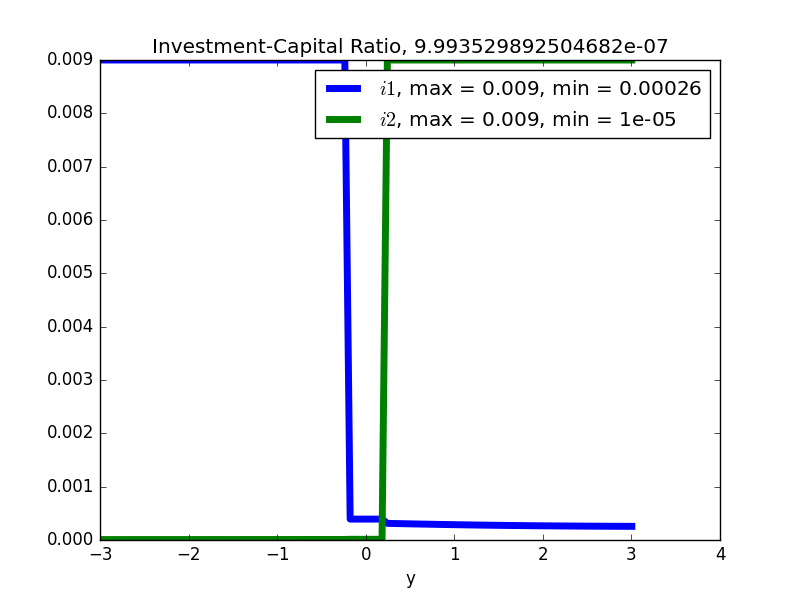 Investment-Capital Ratio, 9.993529892504682e-07
i1, max = 0.009, min = 0.00026
i2, max = 0.009, min = 1e-05
0.009
0.008
0.007
0.006
0.005
0.004
0.003
0.002
0.001
0.000
−3 −2 −1 0 1 2 3 4
y